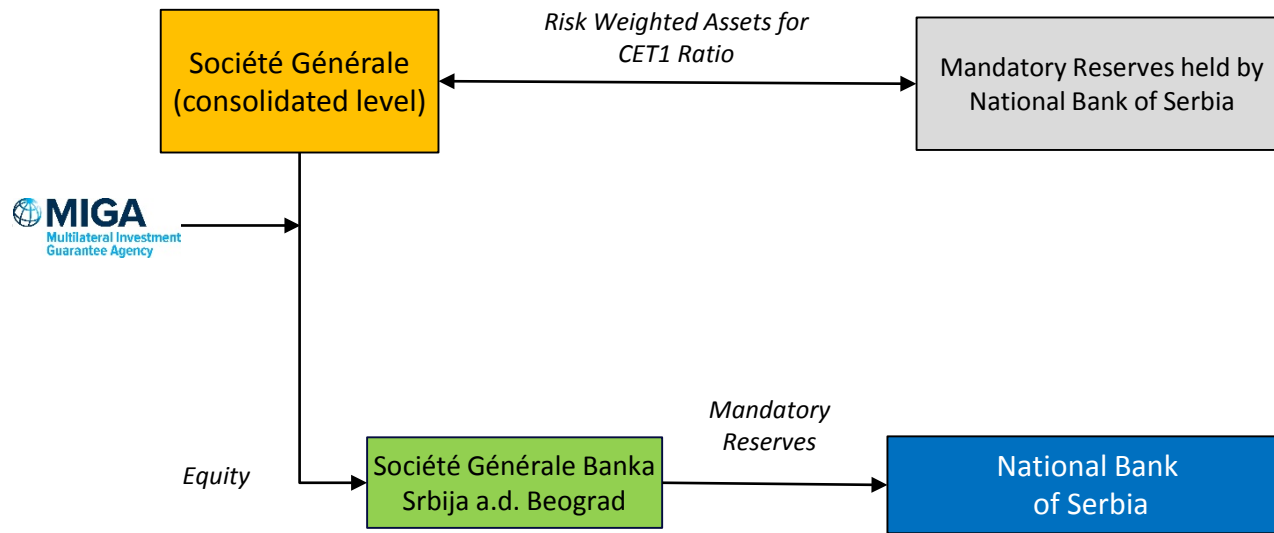 Risk Weighted Assets for
CET1 Ratio
Société Générale
(consolidated level)
Mandatory Reserves held by
National Bank of Serbia
MIGA
Multilateral Investment
Guarantee Agency
Equity
Société Générale Banka
Srbija a.d. Beograd
Mandatory
Reserves
National Bank
of Serbia